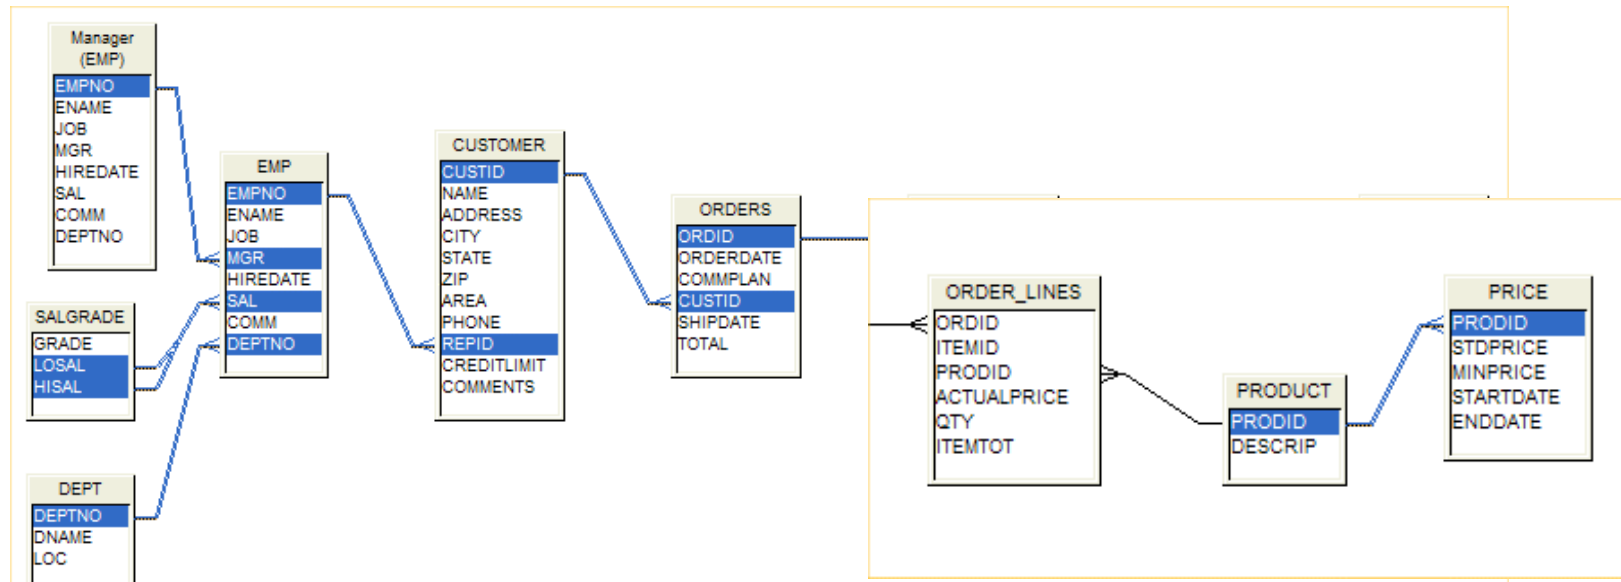 Manager
(EMP)
EMPNO
ENAME
JOB
MGR
HIREDATE
SAL
COMM
DEPTNO
SALGRADE
GRADE
LOSAL
HISAL
DEPT
DEPTNO
DNAME
LOC
EMP
EMPNO
ENAME
JOB
MGR
HIREDATE
SAL
COMM
DEPTNO
CUSTOMER
CUSTID
NAME
ADDRESS
CITY
STATE
ZIP
AREA
PHONE
REPID
CREDITLIMIT
COMMENTS
ORDERS
ORDID
ORDERDATE
COMMPLAN
CUSTID
SHIPDATE
TOTAL
ORDER_LINES
ORDID
ITEMID
PRODID
ACTUALPRICE
QTY
ITEMTOT
PRODUCT
PRODID
DESCRIP
PRICE
PRODID
STDPRICE
MINPRICE
STARTDATE
ENDDATE